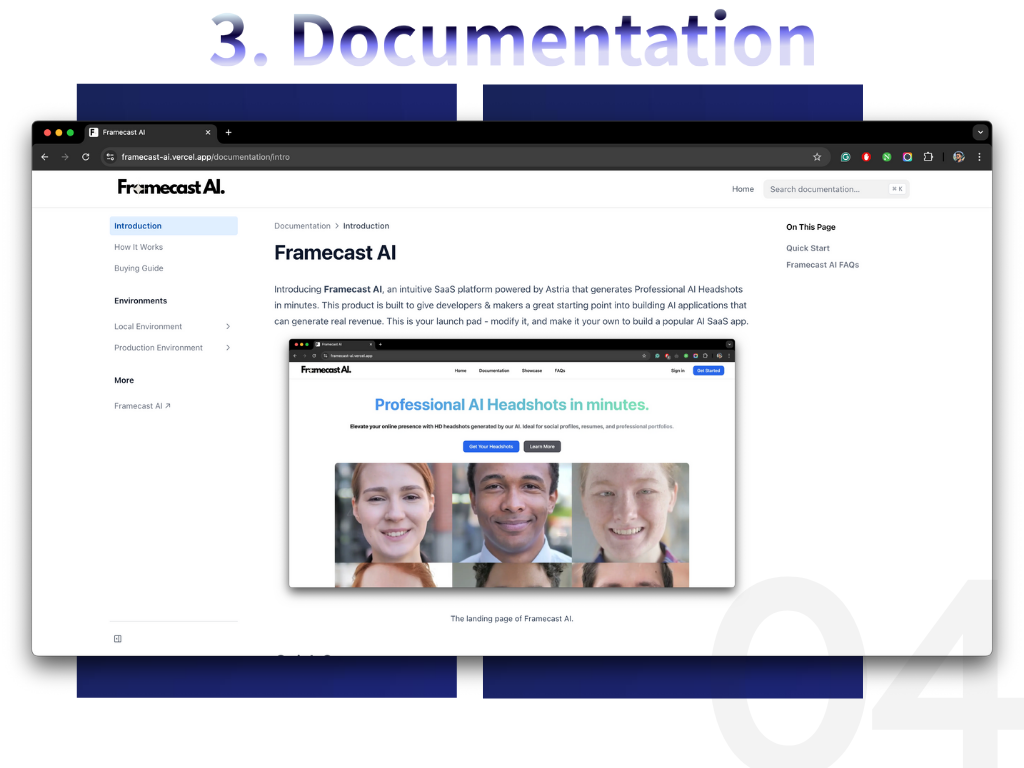 3. Documentation
Framecast AI
framecast-ai.vercel.app/documentation/intro
Framecast AI.
Home
Search documentation...
⌘ K
Introduction
How It Works
Buying Guide
Environments
Local Environment
Production Environment
More
Framecast AI ↗
Documentation > Introduction
Framecast AI
Introducing Framecast AI, an intuitive SaaS platform powered by Astria that generates Professional AI Headshots
in minutes. This product is built to give developers & makers a great starting point into building AI applications that
can generate real revenue. This is your launch pad - modify it, and make it your own to build a popular AI SaaS app.
Framecast AI
framecast-ai.vercel.app
Framecast AI.
Home Documentation Showcase FAQs
Sign in
Get Started
Professional AI Headshots in minutes.
Elevate your online presence with HD headshots generated by our AI. Ideal for social profiles, resumes, and professional portfolios.
Get Your Headshots
Learn More
The landing page of Framecast AI.
On This Page
Quick Start
Framecast AI FAQs
04